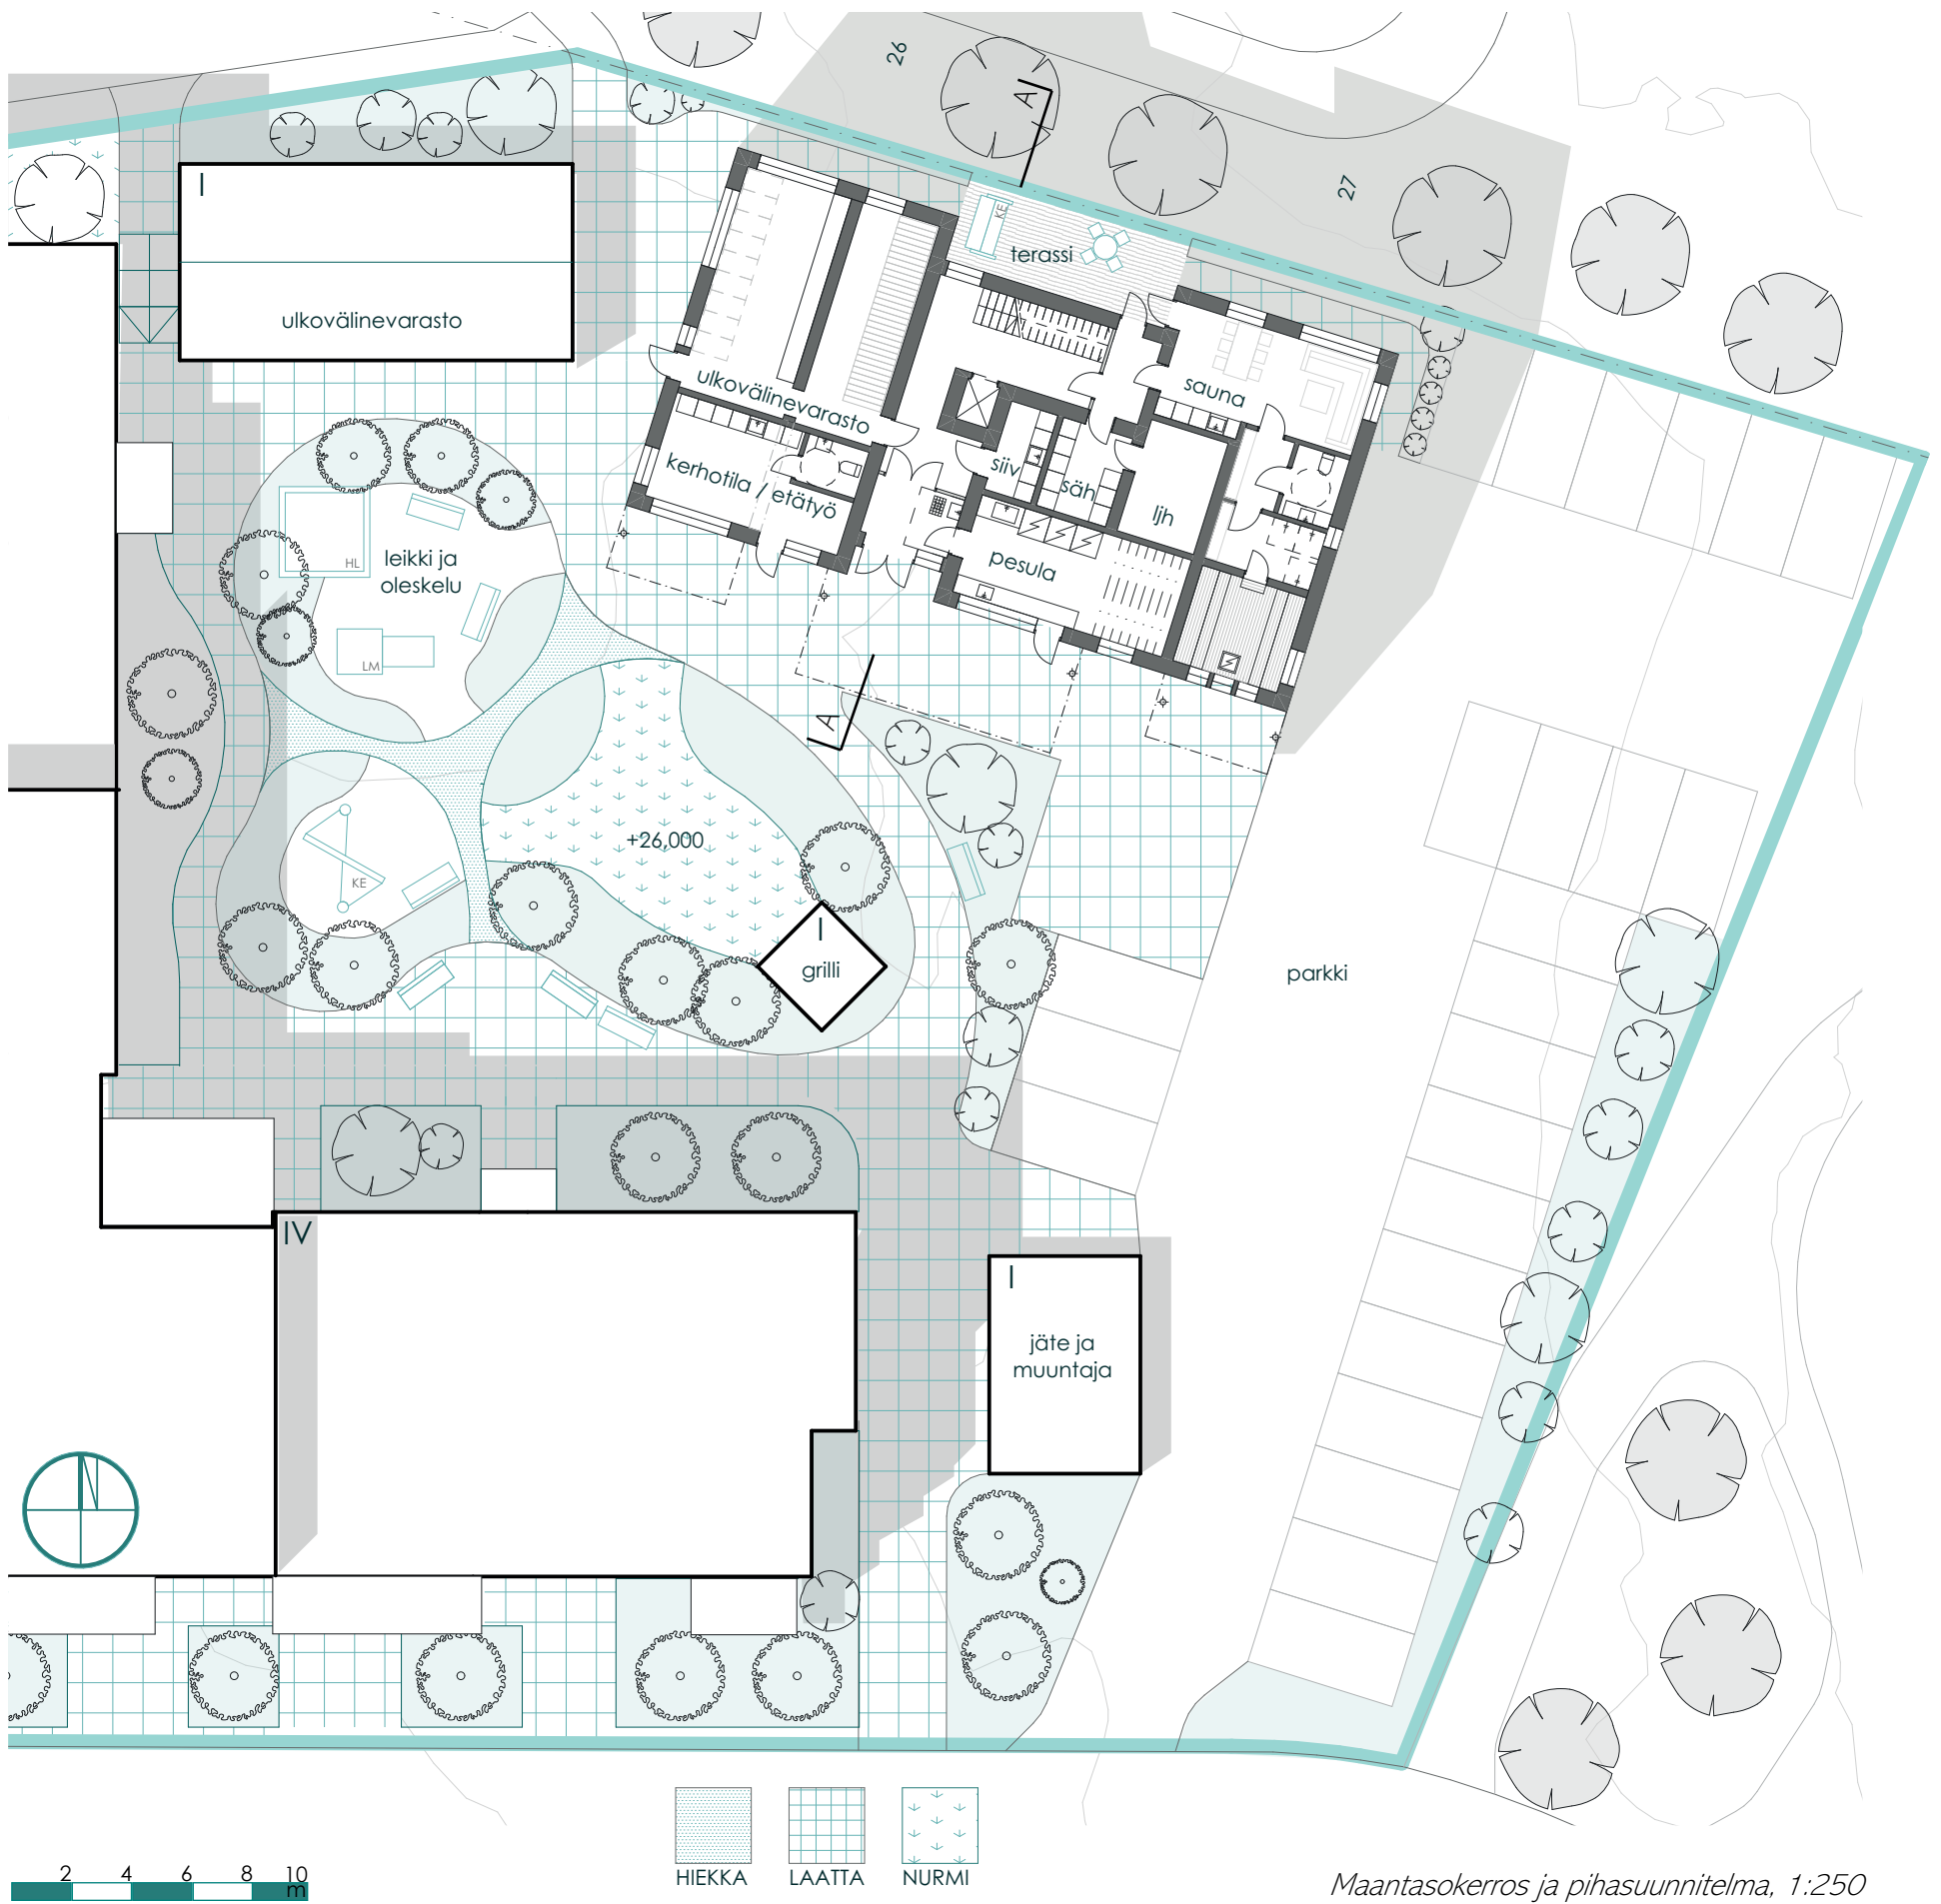 26
A
27
I
KE
terassi
ulkovälinevarasto
sauna
ulkovälinevarasto
siiv
kerhotila / etätyö
säh
ljh
HL
leikki ja
oleskelu
pesula
LM
A
+26,000
KE
I
grilli
parkki
IV
I
jäte ja
muuntaja
N
HIEKKA
LAATTA
NURMI
2 4 6 8 10
m
Maantasokerros ja pihasuunnitelma, 1:250